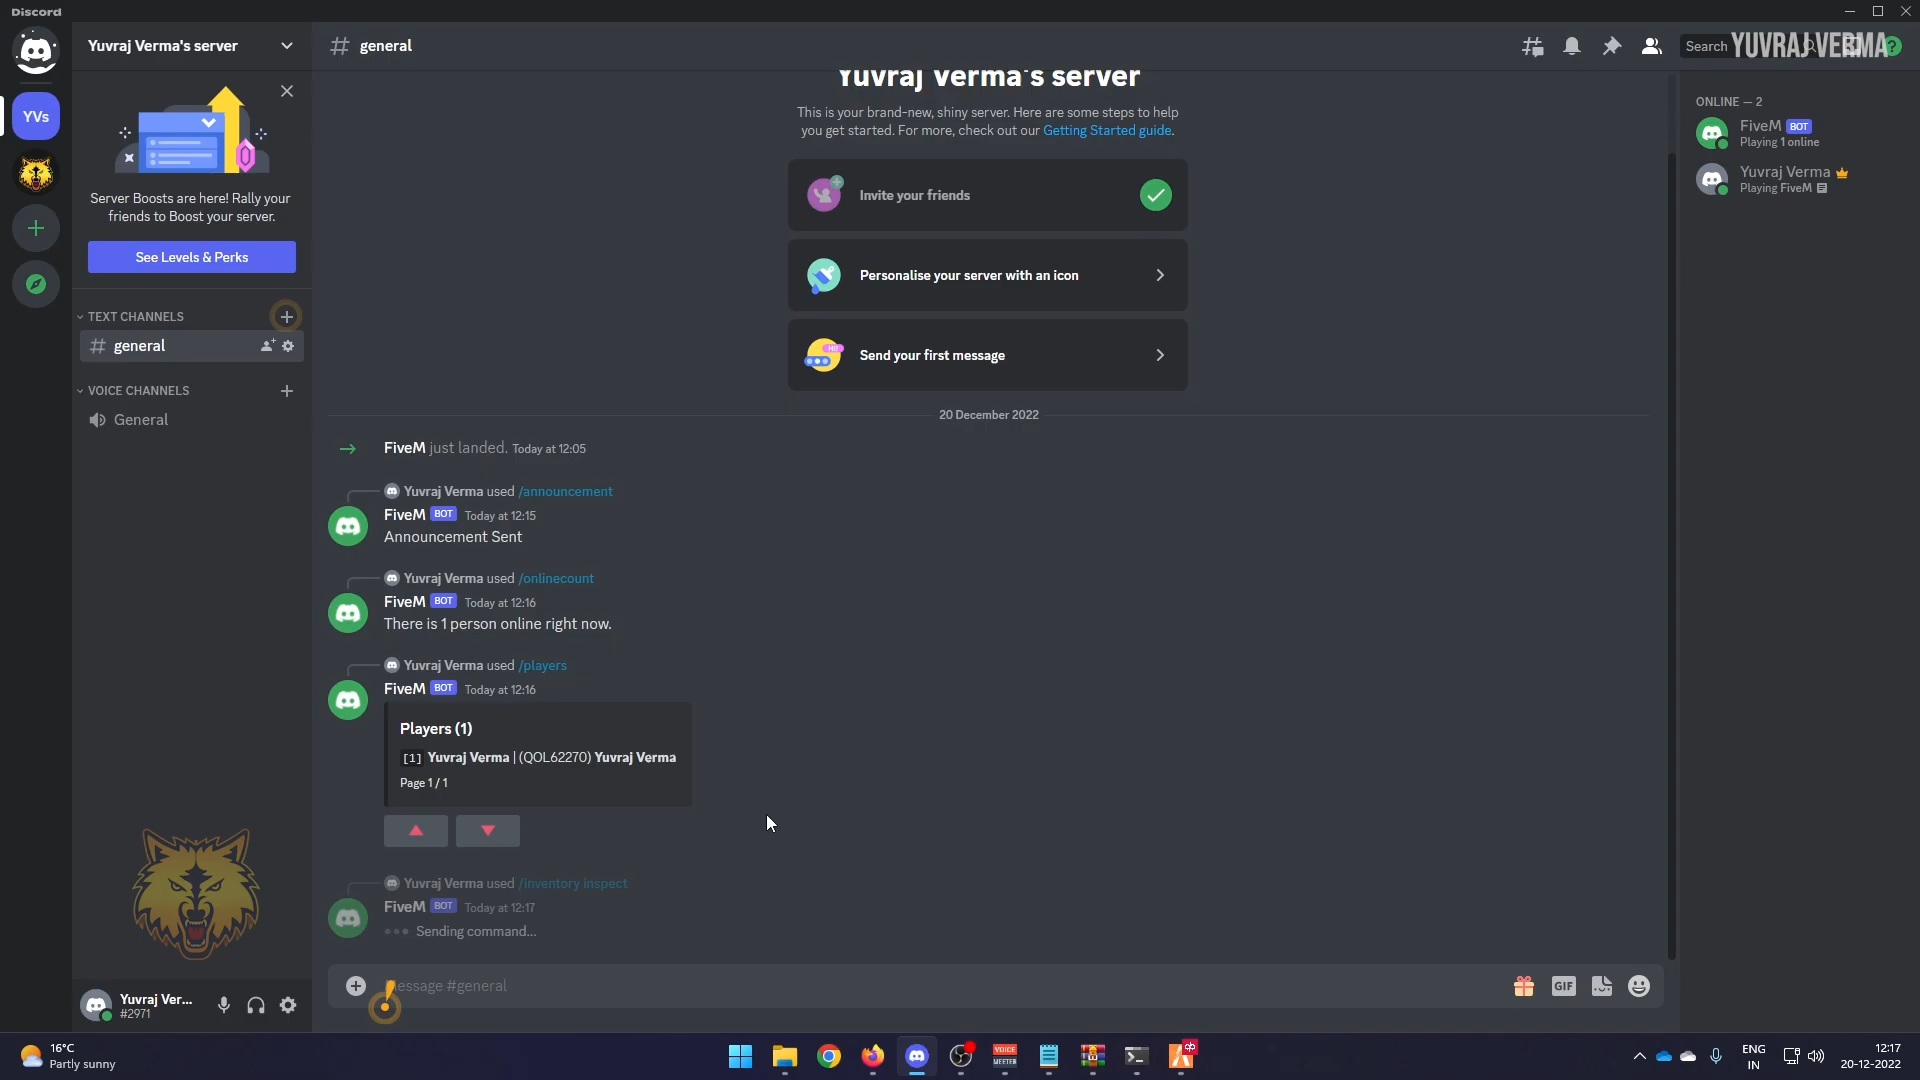 Discord
Yuvraj Verma's server
general
Search
YUVRAJ VERMA
YVs
Server Boosts are here! Rally your
friends to Boost your server.
See Levels & Perks
TEXT CHANNELS
general
VOICE CHANNELS
General
Yuvraj Verma's server
This is your brand-new, shiny server. Here are some steps to help
you get started. For more, check out our Getting Started guide.
Invite your friends
Personalise your server with an icon
Send your first message
20 December 2022
FiveM just landed. Today at 12:05
Yuvraj Verma used /announcement
FiveM BOT Today at 12:15
Announcement Sent
Yuvraj Verma used /onlinecount
FiveM BOT Today at 12:16
There is 1 person online right now.
Yuvraj Verma used /players
FiveM BOT Today at 12:16
Players (1)
[1] Yuvraj Verma | (QOL62270) Yuvraj Verma
Page 1 / 1
Yuvraj Verma used /inventory inspect
FiveM BOT Today at 12:17
Sending command...
essage #general
GIF
ONLINE — 2
FiveM BOT
Playing 1 online
Yuvraj Verma
Playing FiveM
Yuvraj Ver...
#2971
16°C
Partly sunny
VOICE
MEETER
ENG
IN
12:17
20-12-2022